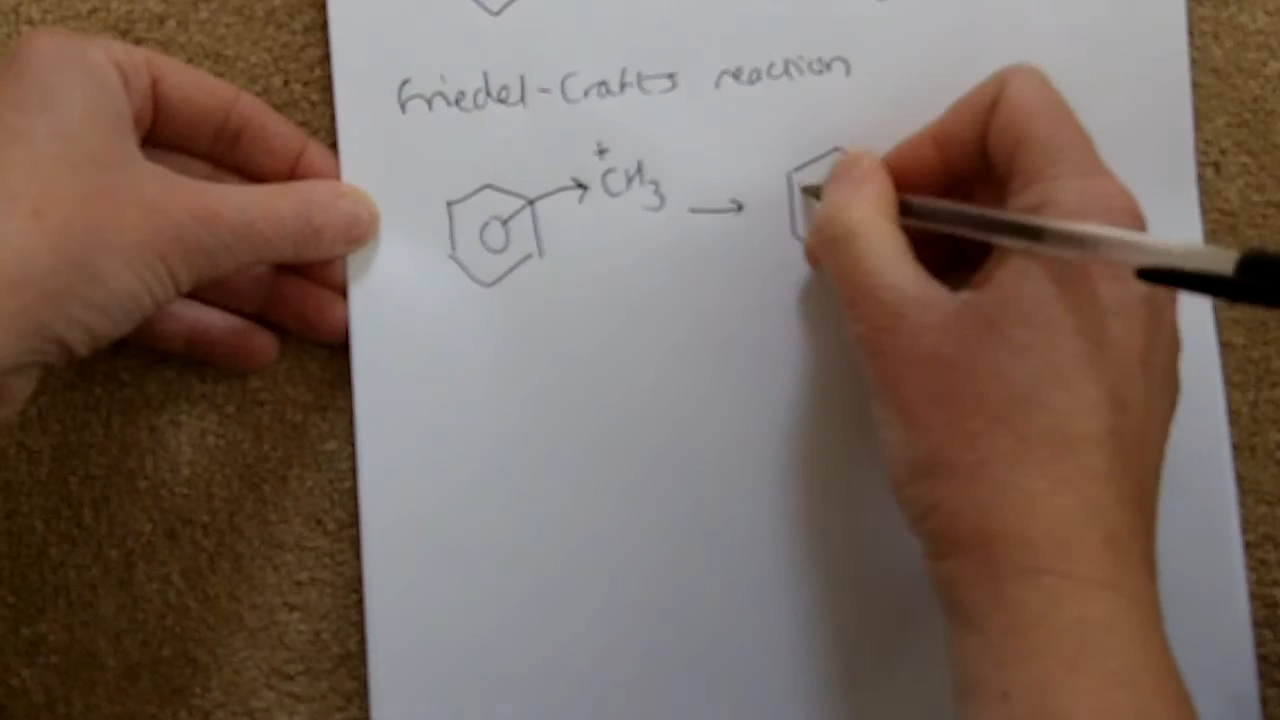 Friedel-Crafts reaction
+
CH3 →